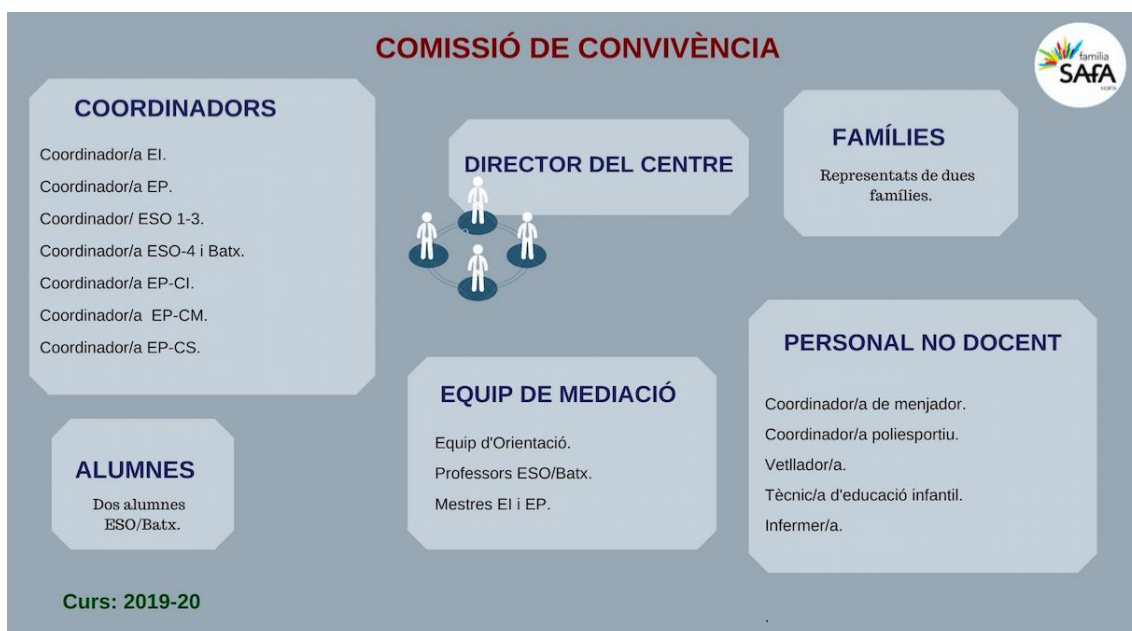 COMISSIÓ DE CONVIVÈNCIA
familia
SAFA
HORTA
COORDINADORS
Coordinador/a EI.
Coordinador/a EP.
Coordinador/ ESO 1-3.
Coordinador/a ESO-4 i Batx.
Coordinador/a EP-CI.
Coordinador/a EP-CM.
Coordinador/a EP-CS.
DIRECTOR DEL CENTRE
FAMÍLIES
Representats de dues
famílies.
EQUIP DE MEDIACIÓ
Equip d'Orientació.
Professors ESO/Batx.
Mestres EI i EP.
PERSONAL NO DOCENT
Coordinador/a de menjador.
Coordinador/a poliesportiu.
Vetllador/a.
Tècnic/a d'educació infantil.
Infermer/a.
ALUMNES
Dos alumnes
ESO/Batx.
Curs: 2019-20
.